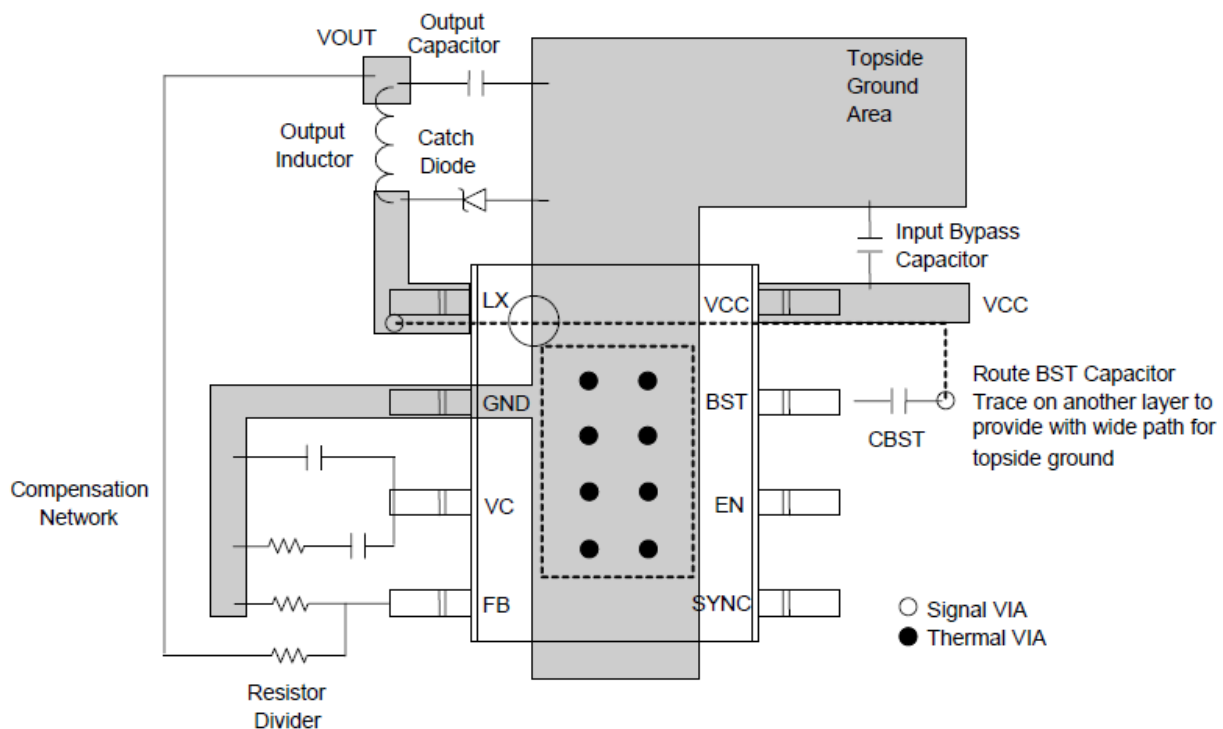 VOUT
Output
Capacitor
Topside
Ground
Area
Output
Inductor
Catch
Diode
Input Bypass
Capacitor
LX
VCC
VCC
GND
BST
CBST
Route BST Capacitor
Trace on another layer to
provide with wide path for
topside ground
Compensation
Network
VC
EN
FB
SYNC
Signal VIA
Thermal VIA
Resistor
Divider